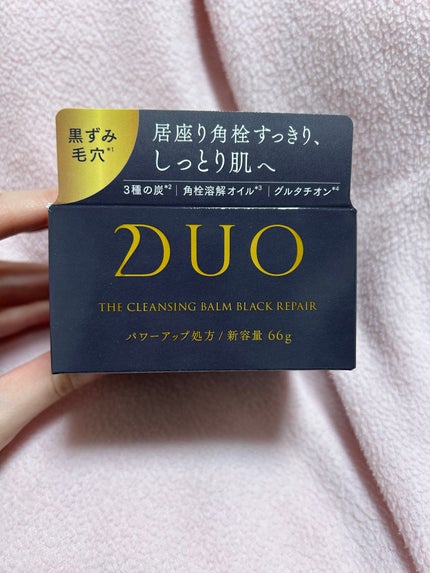 黒ずみ
毛穴*1
居座り角栓すっきり、
しっとり肌へ
3種の炭*2 | 角栓溶解オイル*3 | グルタチオン*4
DUO
THE CLEANSING BALM BLACK REPAIR
パワーアップ処方 / 新容量 66g